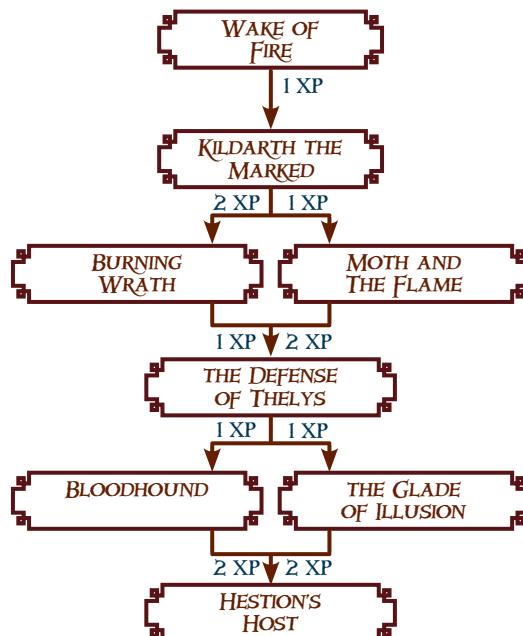 Wake of
Fire
1 XP
Kildarth the
Marked
2 XP 1 XP
Burning
Wrath
Moth and
The Flame
1 XP 2 XP
the Defense
of Thelys
1 XP 1 XP
Bloodhound
the Glade
of Illusion
2 XP 2 XP
Hestion's
Host